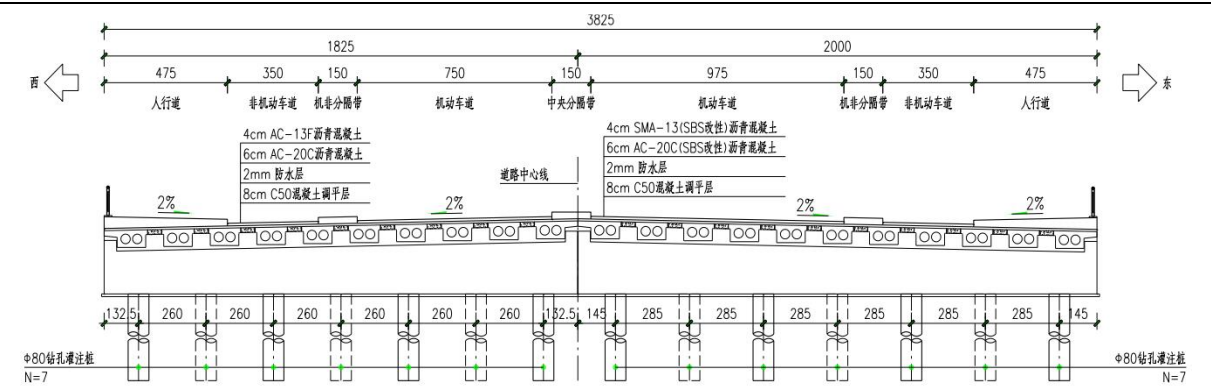 3825
1825 2000
475 350 150 750 150 975 150 350 475
西 人行道 非机动车道 机非分隔带 机动车道 中央分隔带 机动车道 机非分隔带 非机动车道 人行道 东
4cm AC-13F沥青混凝土
6cm AC-20C沥青混凝土
2mm 防水层
8cm C50混凝土调平层
道路中心线
4cm SMA-13(SBS改性)沥青混凝土
6cm AC-20C(SBS改性)沥青混凝土
2mm 防水层
8cm C50混凝土调平层
2% 2% 2% 2%
132.5 260 260 260 260 260 260 132.5 145 285 285 285 285 285 285 145
Φ80钻孔灌注桩
N=7
Φ80钻孔灌注桩
N=7